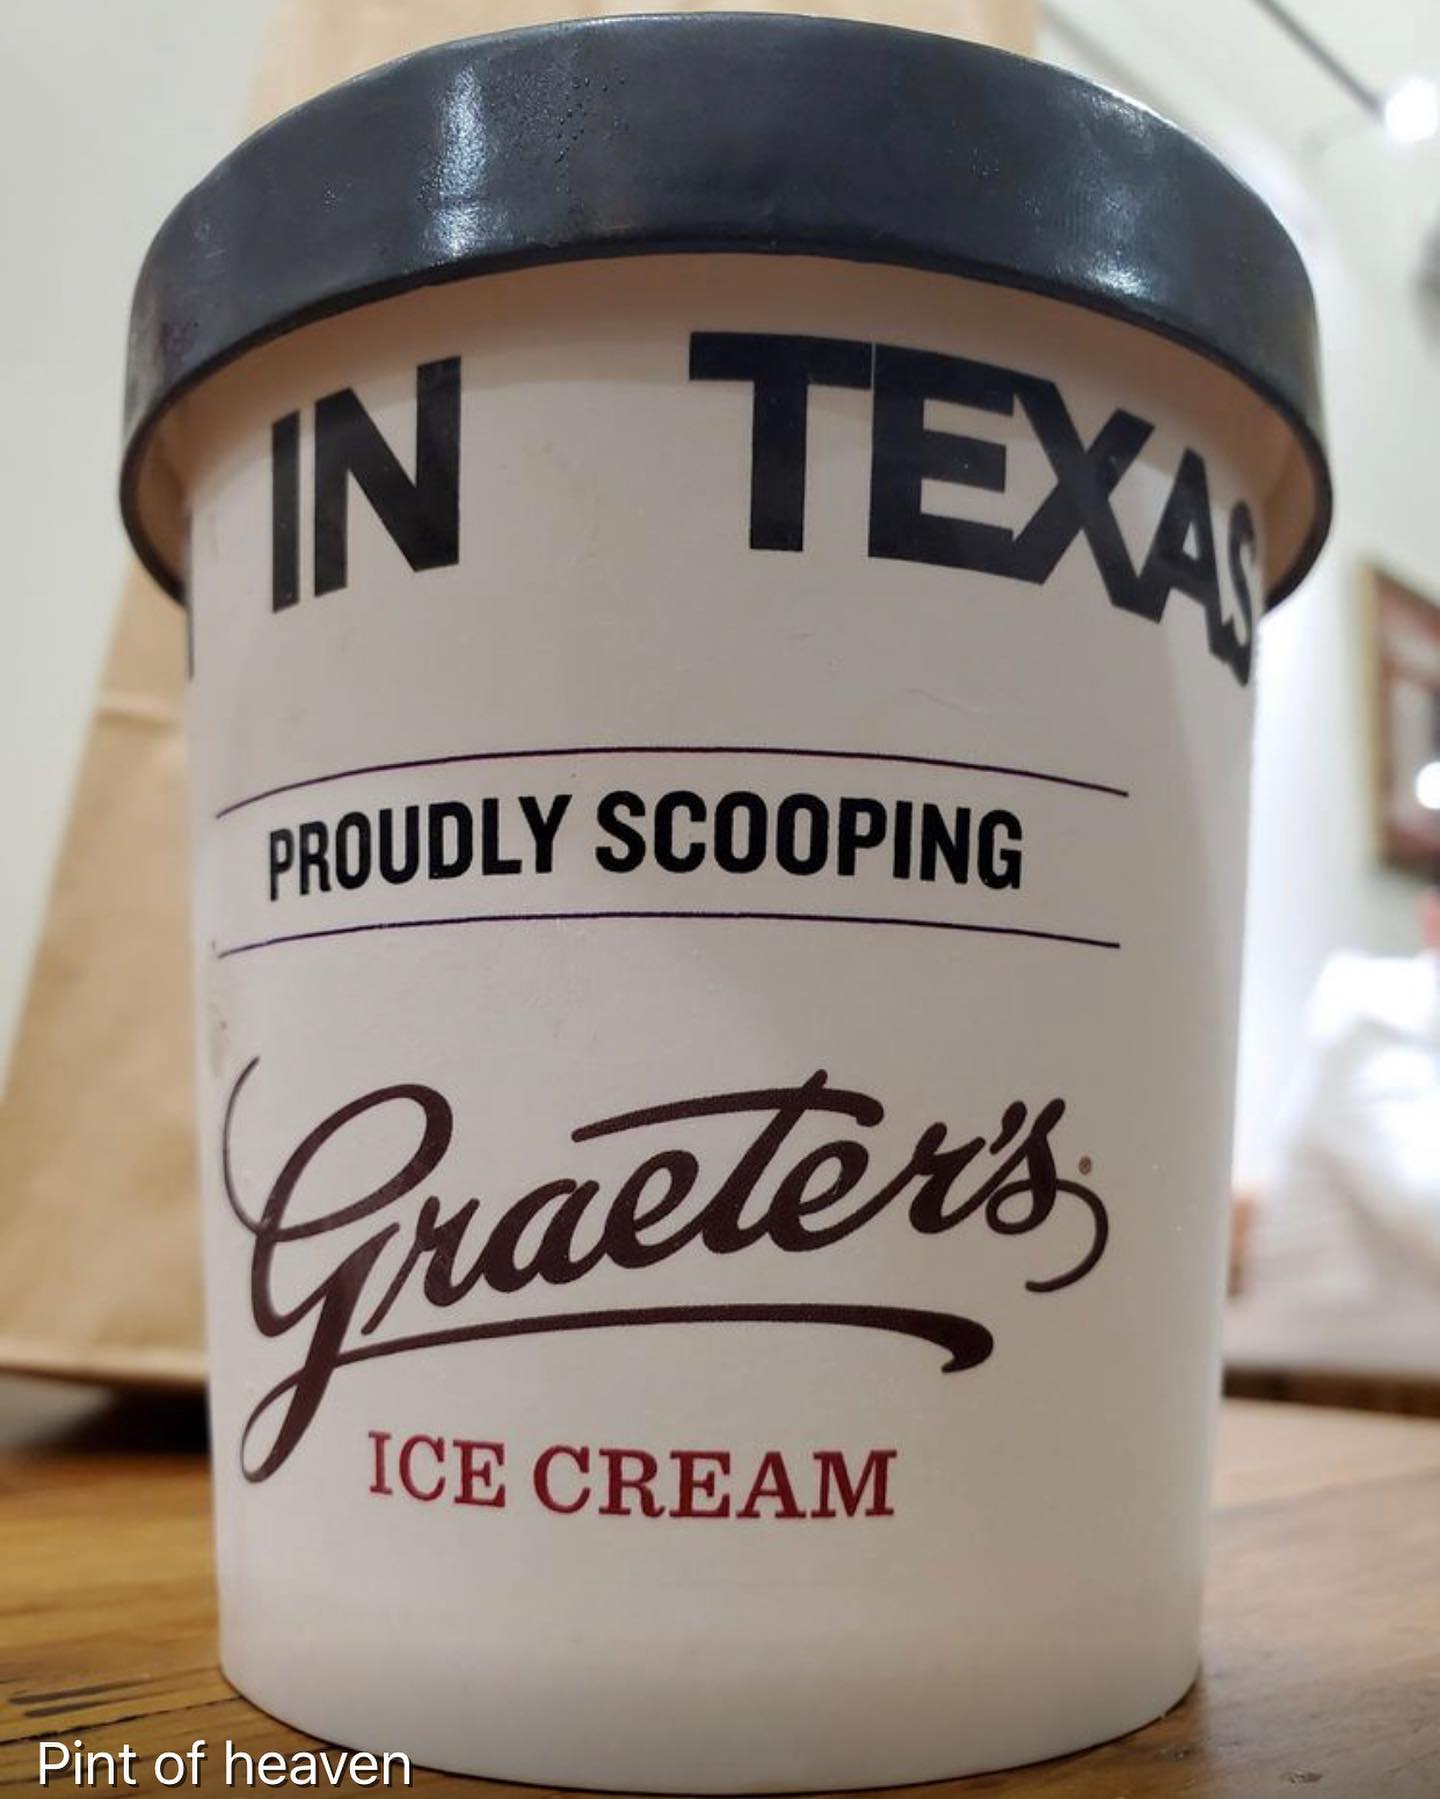 IN TEXAS
PROUDLY SCOOPING
Graeter's®
ICE CREAM
Pint of heaven